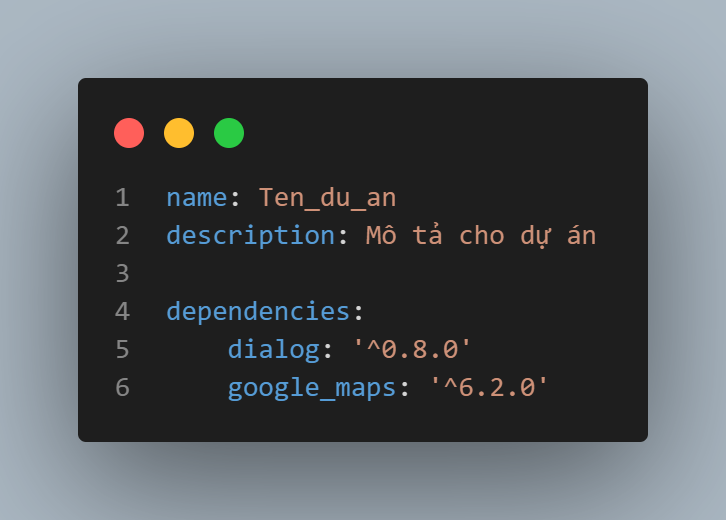 1 name: Ten_du_an
2 description: Mô tả cho dự án
3
4 dependencies:
5     dialog: '^0.8.0'
6     google_maps: '^6.2.0'